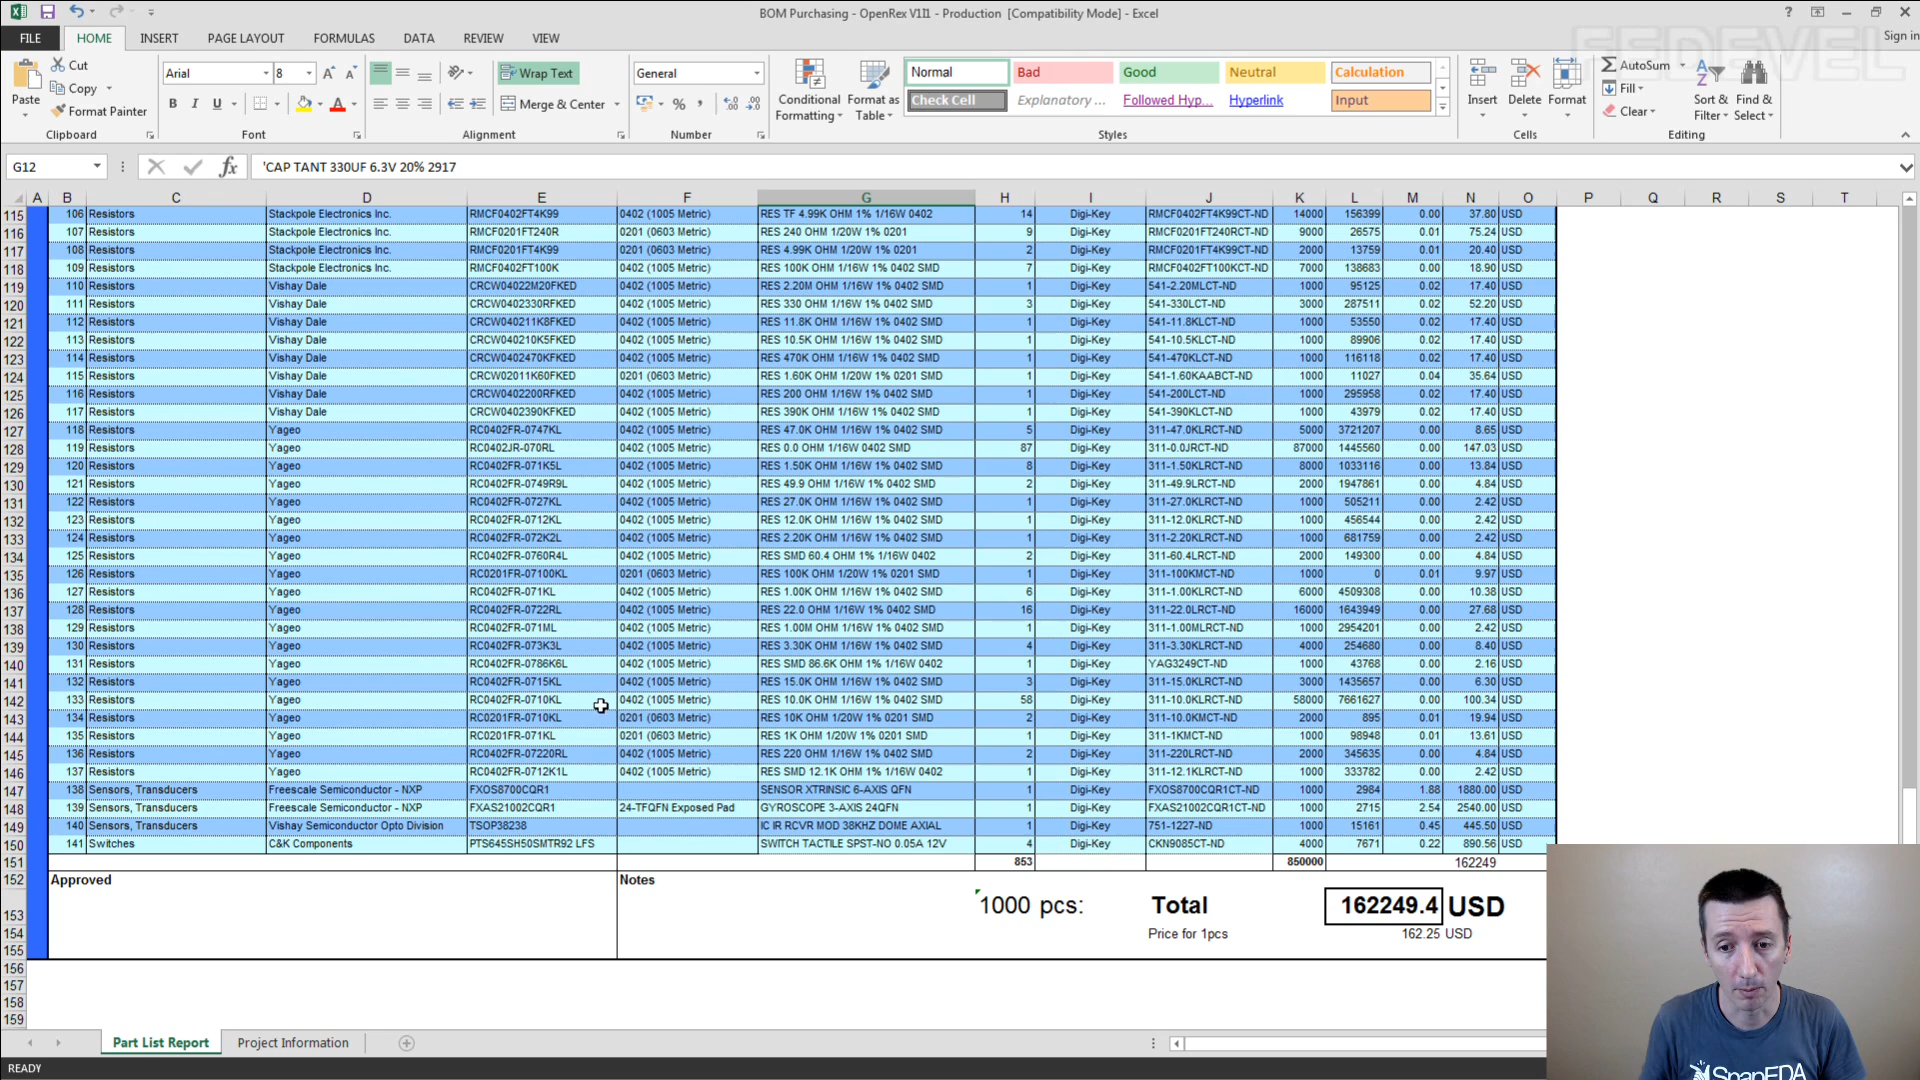 BOM Purchasing - OpenRex V1I1 - Production [Compatibility Mode] - Excel
Sign in
FEDEVEL
FILE HOME INSERT PAGE LAYOUT FORMULAS DATA REVIEW VIEW
Cut
Copy
Format Painter
Paste
Clipboard
Arial 8
B I U
Font
Wrap Text
Merge & Center
Alignment
General
%
Number
Conditional Formatting
Format as Table
Normal Bad Good Neutral Calculation
Check Cell Explanatory ... Followed Hyp... Hyperlink Input
Styles
Insert Delete Format
Cells
AutoSum
Fill
Clear
Sort & Filter
Find & Select
Editing
G12 fx 'CAP TANT 330UF 6.3V 20% 2917
A B C D E F G H I J K L M N O P Q R S T
115 106 Resistors Stackpole Electronics Inc. RMCF0402FT4K99 0402 (1005 Metric) RES TF 4.99K OHM 1% 1/16W 0402 14 Digi-Key RMCF0402FT4K99CT-ND 14000 156399 0.00 37.80 USD
116 107 Resistors Stackpole Electronics Inc. RMCF0201FT240R 0201 (0603 Metric) RES 240 OHM 1/20W 1% 0201 9 Digi-Key RMCF0201FT240RCT-ND 9000 26575 0.01 75.24 USD
117 108 Resistors Stackpole Electronics Inc. RMCF0201FT4K99 0201 (0603 Metric) RES 4.99K OHM 1/20W 1% 0201 2 Digi-Key RMCF0201FT4K99CT-ND 2000 13759 0.01 20.40 USD
118 109 Resistors Stackpole Electronics Inc. RMCF0402FT100K 0402 (1005 Metric) RES 100K OHM 1/16W 1% 0402 SMD 7 Digi-Key RMCF0402FT100KCT-ND 7000 138683 0.00 18.90 USD
119 110 Resistors Vishay Dale CRCW04022M20FKED 0402 (1005 Metric) RES 2.20M OHM 1/16W 1% 0402 SMD 1 Digi-Key 541-2.20MLCT-ND 1000 95125 0.02 17.40 USD
120 111 Resistors Vishay Dale CRCW0402330RFKED 0402 (1005 Metric) RES 330 OHM 1/16W 1% 0402 SMD 3 Digi-Key 541-330LCT-ND 3000 287511 0.02 52.20 USD
121 112 Resistors Vishay Dale CRCW040211K8FKED 0402 (1005 Metric) RES 11.8K OHM 1/16W 1% 0402 SMD 1 Digi-Key 541-11.8KLCT-ND 1000 53550 0.02 17.40 USD
122 113 Resistors Vishay Dale CRCW040210K5FKED 0402 (1005 Metric) RES 10.5K OHM 1/16W 1% 0402 SMD 1 Digi-Key 541-10.5KLCT-ND 1000 89906 0.02 17.40 USD
123 114 Resistors Vishay Dale CRCW0402470KFKED 0402 (1005 Metric) RES 470K OHM 1/16W 1% 0402 SMD 1 Digi-Key 541-470KLCT-ND 1000 116118 0.02 17.40 USD
124 115 Resistors Vishay Dale CRCW02011K60FKED 0201 (0603 Metric) RES 1.60K OHM 1/20W 1% 0201 SMD 1 Digi-Key 541-1.60KAABCT-ND 1000 11027 0.04 35.64 USD
125 116 Resistors Vishay Dale CRCW0402200RFKED 0402 (1005 Metric) RES 200 OHM 1/16W 1% 0402 SMD 1 Digi-Key 541-200LCT-ND 1000 295958 0.02 17.40 USD
126 117 Resistors Vishay Dale CRCW0402390KFKED 0402 (1005 Metric) RES 390K OHM 1/16W 1% 0402 SMD 1 Digi-Key 541-390KLCT-ND 1000 43979 0.02 17.40 USD
127 118 Resistors Yageo RC0402FR-0747KL 0402 (1005 Metric) RES 47.0K OHM 1/16W 1% 0402 SMD 5 Digi-Key 311-47.0KLRCT-ND 5000 3721207 0.00 8.65 USD
128 119 Resistors Yageo RC0402JR-070RL 0402 (1005 Metric) RES 0.0 OHM 1/16W 0402 SMD 87 Digi-Key 311-0.0JRCT-ND 87000 1445560 0.00 147.03 USD
129 120 Resistors Yageo RC0402FR-071K5L 0402 (1005 Metric) RES 1.50K OHM 1/16W 1% 0402 SMD 8 Digi-Key 311-1.50KLRCT-ND 8000 1033116 0.00 13.84 USD
130 121 Resistors Yageo RC0402FR-0749R9L 0402 (1005 Metric) RES 49.9 OHM 1/16W 1% 0402 SMD 2 Digi-Key 311-49.9LRCT-ND 2000 1947861 0.00 4.84 USD
131 122 Resistors Yageo RC0402FR-0727KL 0402 (1005 Metric) RES 27.0K OHM 1/16W 1% 0402 SMD 1 Digi-Key 311-27.0KLRCT-ND 1000 505211 0.00 2.42 USD
132 123 Resistors Yageo RC0402FR-0712KL 0402 (1005 Metric) RES 12.0K OHM 1/16W 1% 0402 SMD 1 Digi-Key 311-12.0KLRCT-ND 1000 456544 0.00 2.42 USD
133 124 Resistors Yageo RC0402FR-072K2L 0402 (1005 Metric) RES 2.20K OHM 1/16W 1% 0402 SMD 1 Digi-Key 311-2.20KLRCT-ND 1000 681759 0.00 2.42 USD
134 125 Resistors Yageo RC0402FR-0760R4L 0402 (1005 Metric) RES SMD 60.4 OHM 1% 1/16W 0402 2 Digi-Key 311-60.4LRCT-ND 2000 149300 0.00 4.84 USD
135 126 Resistors Yageo RC0201FR-07100KL 0201 (0603 Metric) RES 100K OHM 1/20W 1% 0201 SMD 1 Digi-Key 311-100KMCT-ND 1000 0 0.01 9.97 USD
136 127 Resistors Yageo RC0402FR-071KL 0402 (1005 Metric) RES 1.00K OHM 1/16W 1% 0402 SMD 6 Digi-Key 311-1.00KLRCT-ND 6000 4509308 0.00 10.38 USD
137 128 Resistors Yageo RC0402FR-0722RL 0402 (1005 Metric) RES 22.0 OHM 1/16W 1% 0402 SMD 16 Digi-Key 311-22.0LRCT-ND 16000 1643949 0.00 27.68 USD
138 129 Resistors Yageo RC0402FR-071ML 0402 (1005 Metric) RES 1.00M OHM 1/16W 1% 0402 SMD 1 Digi-Key 311-1.00MLRCT-ND 1000 2954201 0.00 2.42 USD
139 130 Resistors Yageo RC0402FR-073K3L 0402 (1005 Metric) RES 3.30K OHM 1/16W 1% 0402 SMD 4 Digi-Key 311-3.30KLRCT-ND 4000 254680 0.00 8.40 USD
140 131 Resistors Yageo RC0402FR-0786K6L 0402 (1005 Metric) RES SMD 86.6K OHM 1% 1/16W 0402 1 Digi-Key YAG3249CT-ND 1000 43768 0.00 2.16 USD
141 132 Resistors Yageo RC0402FR-0715KL 0402 (1005 Metric) RES 15.0K OHM 1/16W 1% 0402 SMD 3 Digi-Key 311-15.0KLRCT-ND 3000 1435657 0.00 6.30 USD
142 133 Resistors Yageo RC0402FR-0710KL 0402 (1005 Metric) RES 10.0K OHM 1/16W 1% 0402 SMD 58 Digi-Key 311-10.0KLRCT-ND 58000 7661627 0.00 100.34 USD
143 134 Resistors Yageo RC0201FR-0710KL 0201 (0603 Metric) RES 10K OHM 1/20W 1% 0201 SMD 2 Digi-Key 311-10.0KMCT-ND 2000 895 0.01 19.94 USD
144 135 Resistors Yageo RC0201FR-071KL 0201 (0603 Metric) RES 1K OHM 1/20W 1% 0201 SMD 1 Digi-Key 311-1KMCT-ND 1000 98948 0.01 13.61 USD
145 136 Resistors Yageo RC0402FR-07220RL 0402 (1005 Metric) RES 220 OHM 1/16W 1% 0402 SMD 2 Digi-Key 311-220LRCT-ND 2000 345635 0.00 4.84 USD
146 137 Resistors Yageo RC0402FR-0712K1L 0402 (1005 Metric) RES SMD 12.1K OHM 1% 1/16W 0402 1 Digi-Key 311-12.1KLRCT-ND 1000 333782 0.00 2.42 USD
147 138 Sensors, Transducers Freescale Semiconductor - NXP FXOS8700CQR1 SENSOR XTRINSIC 6-AXIS QFN 1 Digi-Key FXOS8700CQR1CT-ND 1000 2984 1.88 1880.00 USD
148 139 Sensors, Transducers Freescale Semiconductor - NXP FXAS21002CQR1 24-TFQFN Exposed Pad GYROSCOPE 3-AXIS 24QFN 1 Digi-Key FXAS21002CQR1CT-ND 1000 2715 2.54 2540.00 USD
149 140 Sensors, Transducers Vishay Semiconductor Opto Division TSOP38238 IC IR RCVR MOD 38KHZ DOME AXIAL 1 Digi-Key 751-1227-ND 1000 15161 0.45 445.50 USD
150 141 Switches C&K Components PTS645SH50SMTR92 LFS SWITCH TACTILE SPST-NO 0.05A 12V 4 Digi-Key CKN9085CT-ND 4000 7671 0.22 890.56 USD
151 853 850000 162249
152 Approved Notes
153 1000 pcs: Total 162249.4 USD
154 Price for 1pcs 162.25 USD
155
156
157
158
159
Part List Report Project Information
READY
SnapEDA